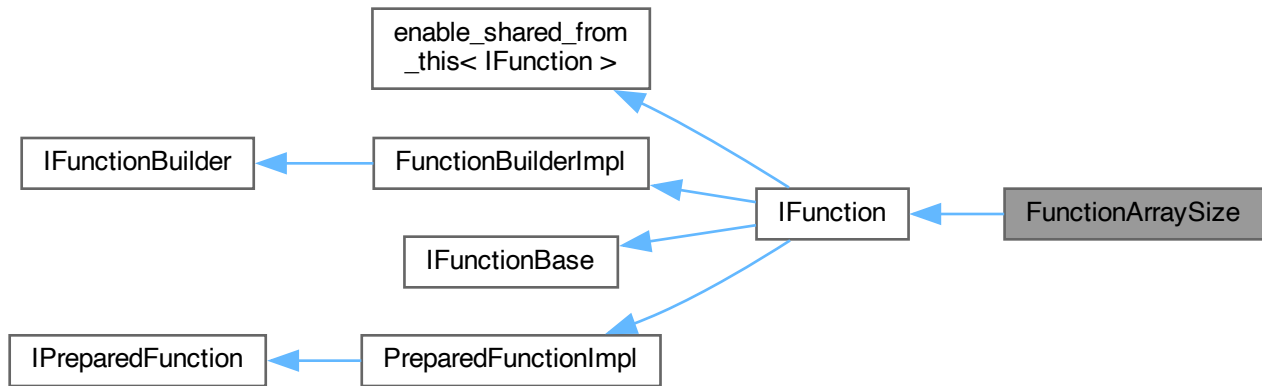 enable_shared_from
_this< IFunction >
IFunctionBuilder
FunctionBuilderImpl
IFunction
FunctionArraySize
IFunctionBase
IPreparedFunction
PreparedFunctionImpl